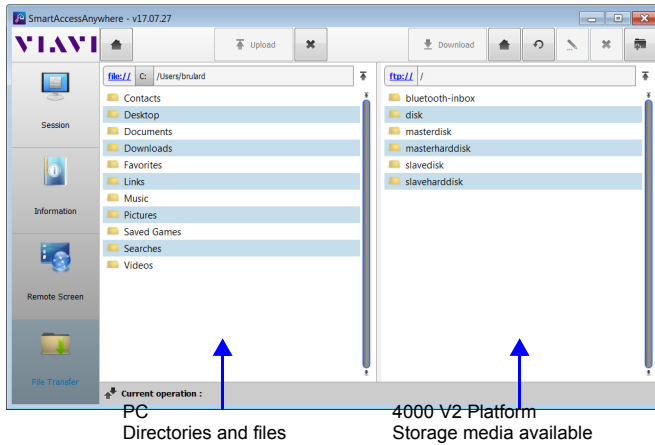 SmartAccessAnywhere - v17.07.27
VIAVI
Upload
Download
file:// C: /Users/brulard
ftp:// /
Session
Information
Remote Screen
File Transfer
Contacts
Desktop
Documents
Downloads
Favorites
Links
Music
Pictures
Saved Games
Searches
Videos
bluetooth-inbox
disk
masterdisk
masterharddisk
slavedisk
slaveharddisk
Current operation :
PC
Directories and files
4000 V2 Platform
Storage media available